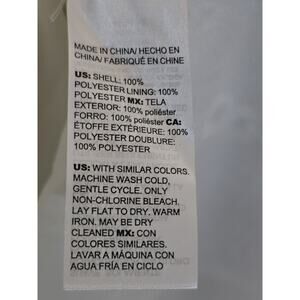 MADE IN CHINA/ HECHO EN
CHINA/ FABRIQUÉ EN CHINE
US: SHELL: 100%
POLYESTER LINING: 100%
POLYESTER MX: TELA
EXTERIOR: 100% poliéster
FORRO: 100% poliéster CA:
ÉTOFFE EXTÉRIEURE: 100%
POLYESTER DOUBLURE:
100% POLYESTER
US: WITH SIMILAR COLORS.
MACHINE WASH COLD,
GENTLE CYCLE. ONLY
NON-CHLORINE BLEACH.
LAY FLAT TO DRY. WARM
IRON. MAY BE DRY
CLEANED MX: CON
COLORES SIMILARES.
LAVAR A MÁQUINA CON
AGUA FRÍA EN CICLO